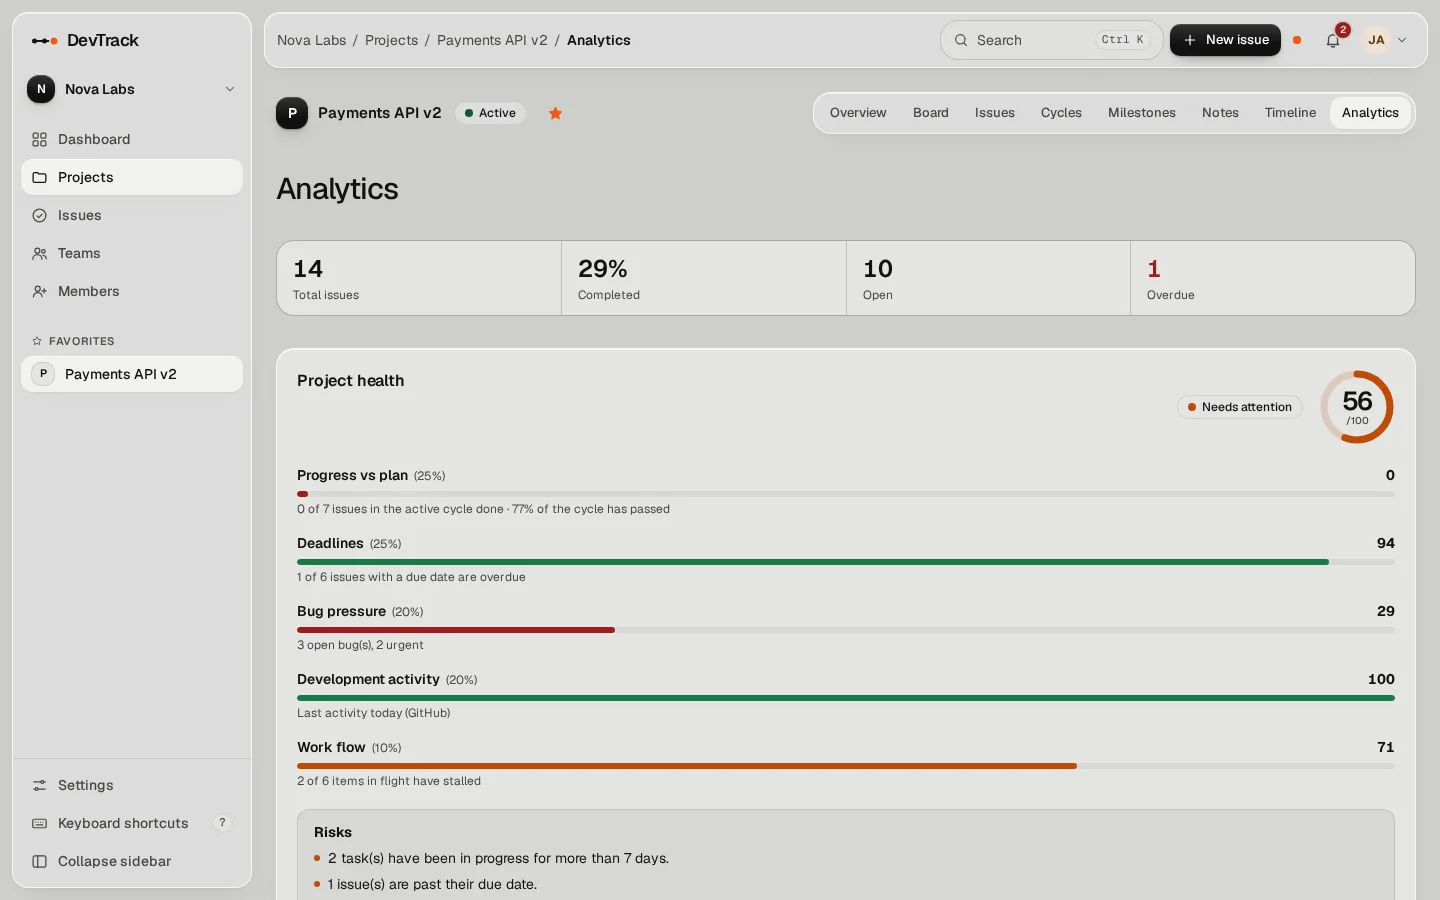 DevTrack
N Nova Labs
Dashboard
Projects
Issues
Teams
Members
FAVORITES
P Payments API v2
Settings
Keyboard shortcuts ?
Collapse sidebar
Nova Labs / Projects / Payments API v2 / Analytics
Search Ctrl K
New issue
2
JA
P Payments API v2 Active
Overview Board Issues Cycles Milestones Notes Timeline Analytics
Analytics
14
Total issues
29%
Completed
10
Open
1
Overdue
Project health
Needs attention
56
/100
Progress vs plan (25%) 0
0 of 7 issues in the active cycle done · 77% of the cycle has passed
Deadlines (25%) 94
1 of 6 issues with a due date are overdue
Bug pressure (20%) 29
3 open bug(s), 2 urgent
Development activity (20%) 100
Last activity today (GitHub)
Work flow (10%) 71
2 of 6 items in flight have stalled
Risks
2 task(s) have been in progress for more than 7 days.
1 issue(s) are past their due date.